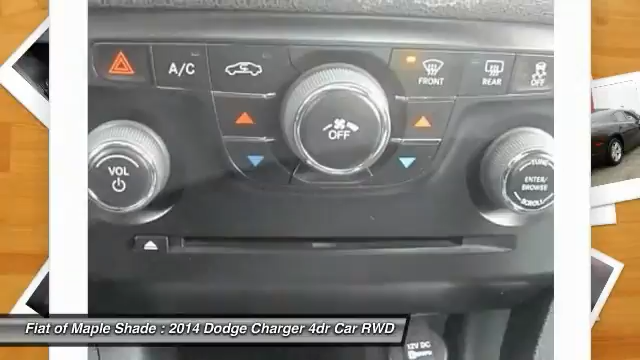 A/C
FRONT
REAR
OFF
OFF
VOL
TUNE
ENTER/
BROWSE
SCROLL
Fiat of Maple Shade : 2014 Dodge Charger 4dr Car RWD
12V DC